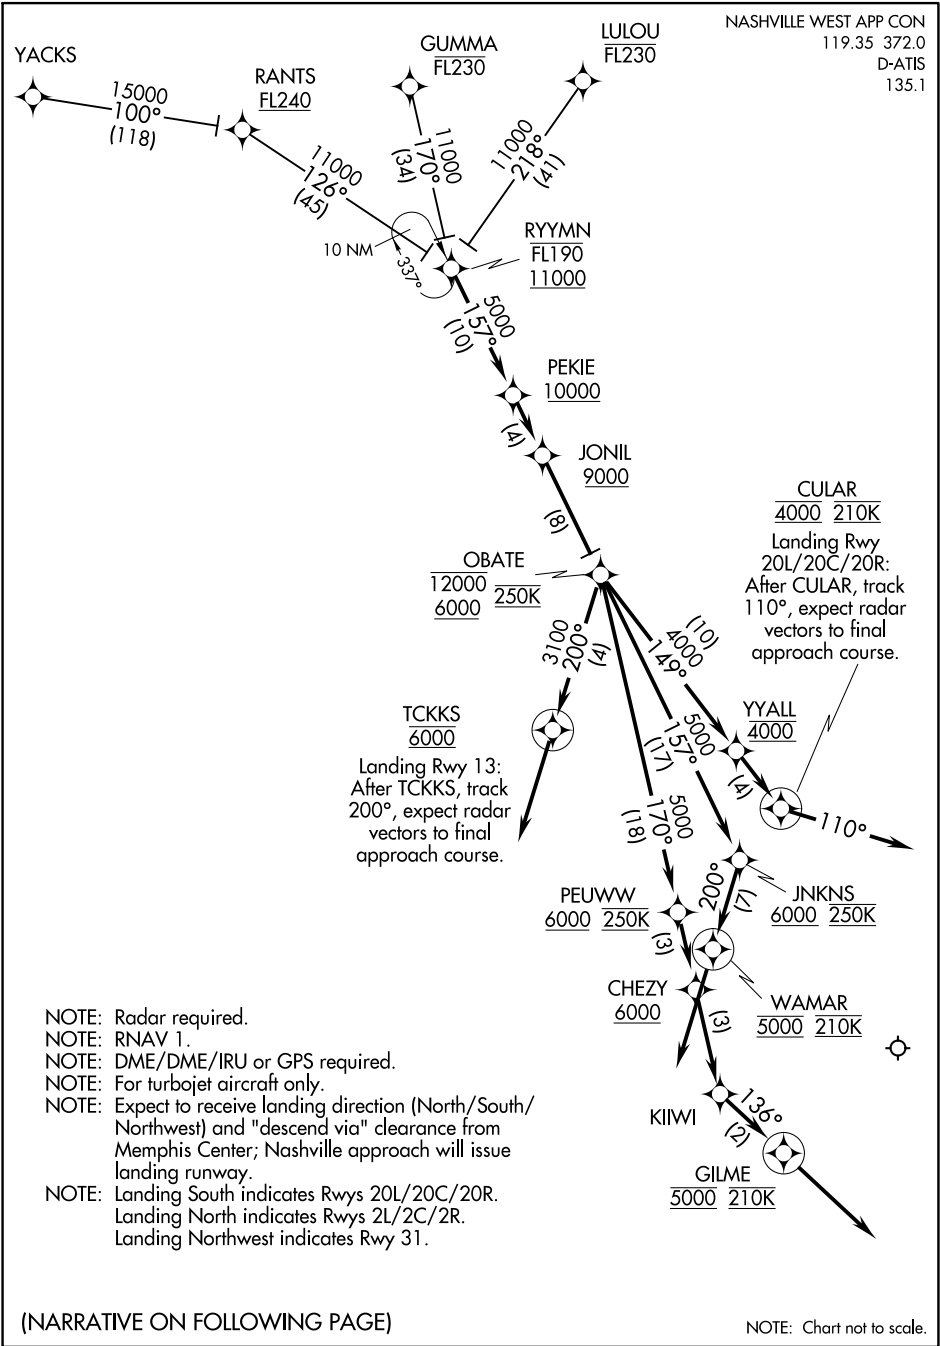 NASHVILLE WEST APP CON
119.35 372.0
D-ATIS
135.1
YACKS
RANTS
FL240
GUMMA
FL230
LULOU
FL230
15000
100°
(118)
11000
126°
(45)
11000
170°
(34)
11000
218°
(41)
10 NM
337°
RYYMN
FL190
11000
5000
157°
(10)
PEKIE
10000
(4)
JONIL
9000
(8)
OBATE
12000
6000 250K
CULAR
4000 210K
Landing Rwy
20L/20C/20R:
After CULAR, track
110°, expect radar
vectors to final
approach course.
3100
200°
(4)
(10)
4000
149°
5000
157°
(17)
5000
170°
(18)
TCKKS
6000
Landing Rwy 13:
After TCKKS, track
200°, expect radar
vectors to final
approach course.
YYALL
4000
(4)
110°
PEUWW
6000 250K
(3)
200°
(7)
JNKNS
6000 250K
CHEZY
6000
(3)
WAMAR
5000 210K
KIIWI
136°
(2)
GILME
5000 210K
NOTE: Radar required.
NOTE: RNAV 1.
NOTE: DME/DME/IRU or GPS required.
NOTE: For turbojet aircraft only.
NOTE: Expect to receive landing direction (North/South/
Northwest) and "descend via" clearance from
Memphis Center; Nashville approach will issue
landing runway.
NOTE: Landing South indicates Rwys 20L/20C/20R.
Landing North indicates Rwys 2L/2C/2R.
Landing Northwest indicates Rwy 31.
(NARRATIVE ON FOLLOWING PAGE)
NOTE: Chart not to scale.